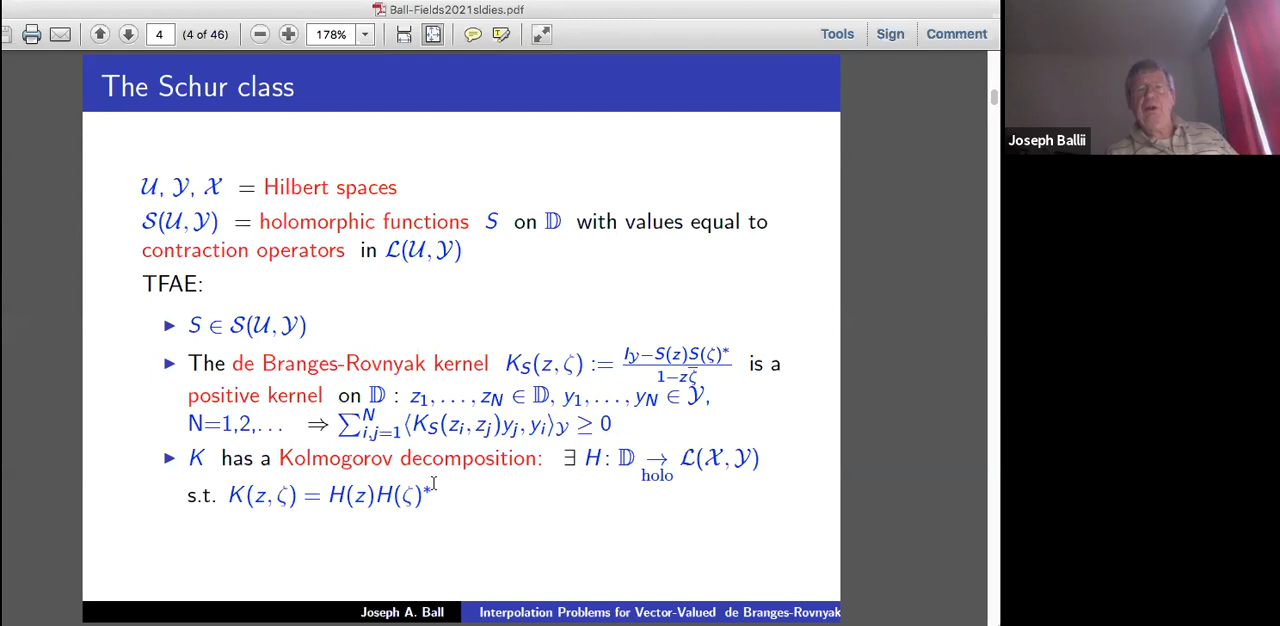 Ball-Fields2021sldies.pdf
4 (4 of 46) 178% Tools Sign Comment
The Schur class
Joseph Ballii
𝒰, 𝒴, 𝒳 = Hilbert spaces
𝒮(𝒰, 𝒴) = holomorphic functions S on 𝔻 with values equal to
contraction operators in ℒ(𝒰, 𝒴)
TFAE:
▶ S ∈ 𝒮(𝒰, 𝒴)
▶ The de Branges-Rovnyak kernel K_S(z, ζ) := (I_𝒴−S(z)S(ζ)*)/(1−zζ̅) is a
positive kernel on 𝔻 : z₁, . . . , z_N ∈ 𝔻, y₁, . . . , y_N ∈ 𝒴,
N=1,2,. . . ⇒ ∑_{i,j=1}^N ⟨K_S(z_i, z_j)y_j, y_i⟩_𝒴 ≥ 0
▶ K has a Kolmogorov decomposition: ∃ H: 𝔻 → ℒ(𝒳, 𝒴)
holo
s.t. K(z, ζ) = H(z)H(ζ)*
Joseph A. Ball Interpolation Problems for Vector-Valued de Branges-Rovnyak